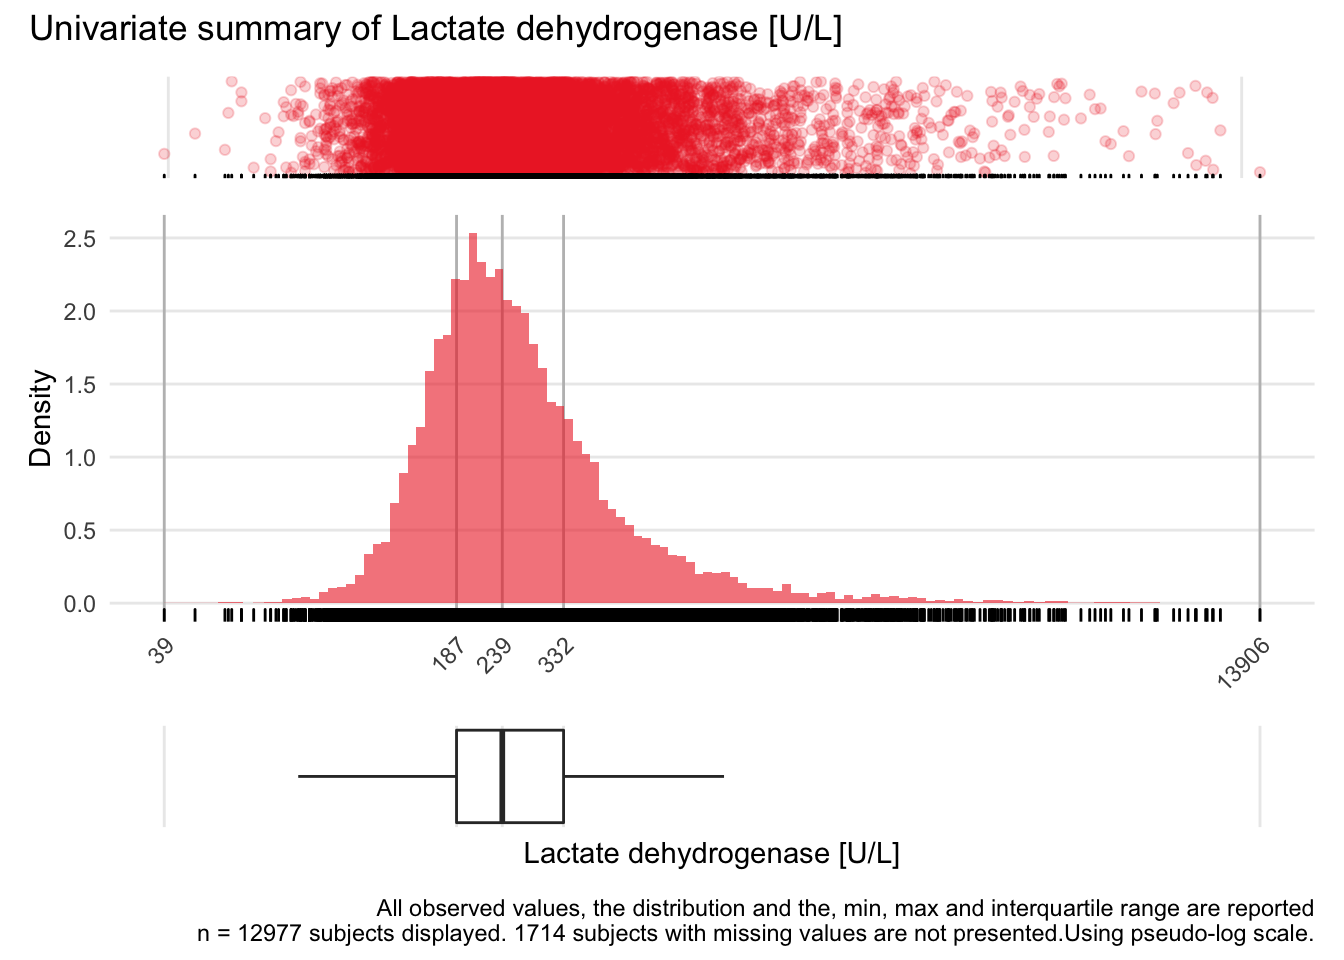 Univariate summary of Lactate dehydrogenase [U/L]
2.5
2.0
1.5
1.0
0.5
0.0
Density
39
187
239
332
13906
Lactate dehydrogenase [U/L]
All observed values, the distribution and the, min, max and interquartile range are reported
n = 12977 subjects displayed. 1714 subjects with missing values are not presented.Using pseudo-log scale.